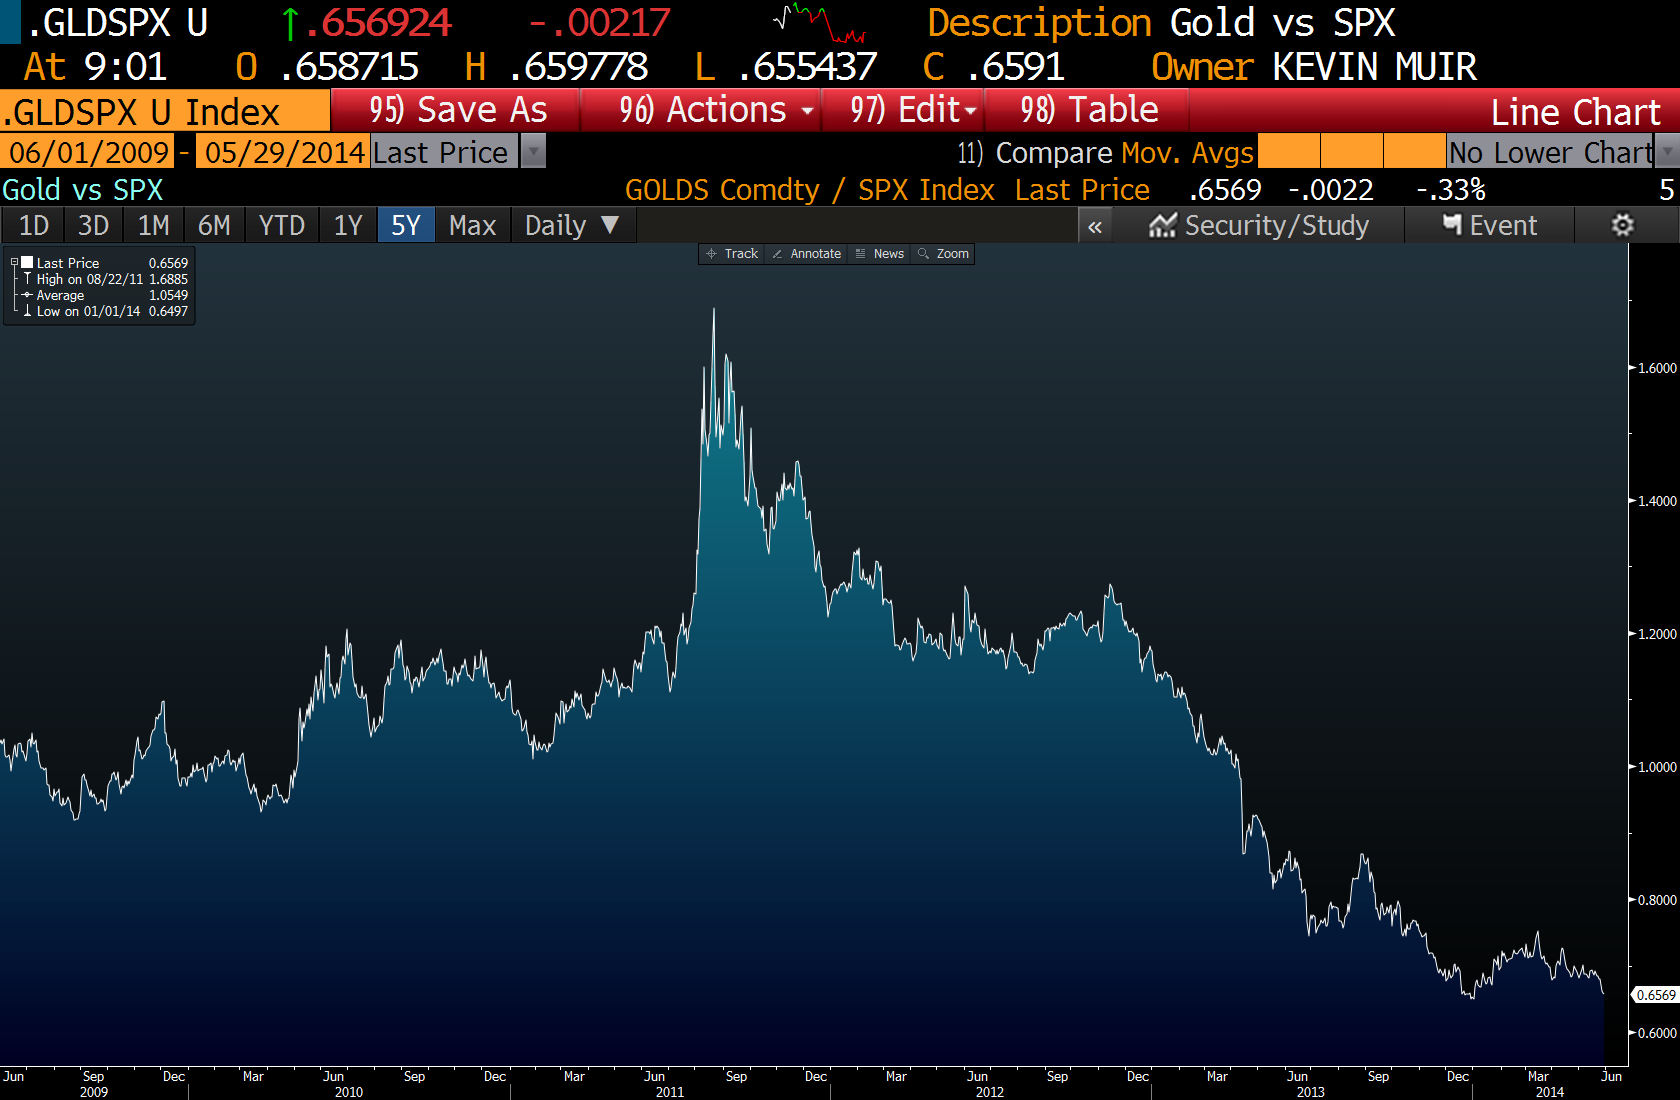 .GLDSPX U ↑.656924 -.00217 Description Gold vs SPX
At 9:01 O .658715 H .659778 L .655437 C .6591 Owner KEVIN MUIR
.GLDSPX U Index 95) Save As 96) Actions 97) Edit 98) Table Line Chart
06/01/2009 - 05/29/2014 Last Price 11) Compare Mov. Avgs No Lower Chart
Gold vs SPX GOLDS Comdty / SPX Index Last Price .6569 -.0022 -.33% 5
1D 3D 1M 6M YTD 1Y 5Y Max Daily ▼ « Security/Study Event
Track Annotate News Zoom
Last Price 0.6569
High on 08/22/11 1.6885
Average 1.0549
Low on 01/01/14 0.6497
1.6000
1.4000
1.2000
1.0000
0.8000
0.6569
0.6000
Jun Sep Dec Mar Jun Sep Dec Mar Jun Sep Dec Mar Jun Sep Dec Mar Jun Sep Dec Mar Jun
2009 2010 2011 2012 2013 2014